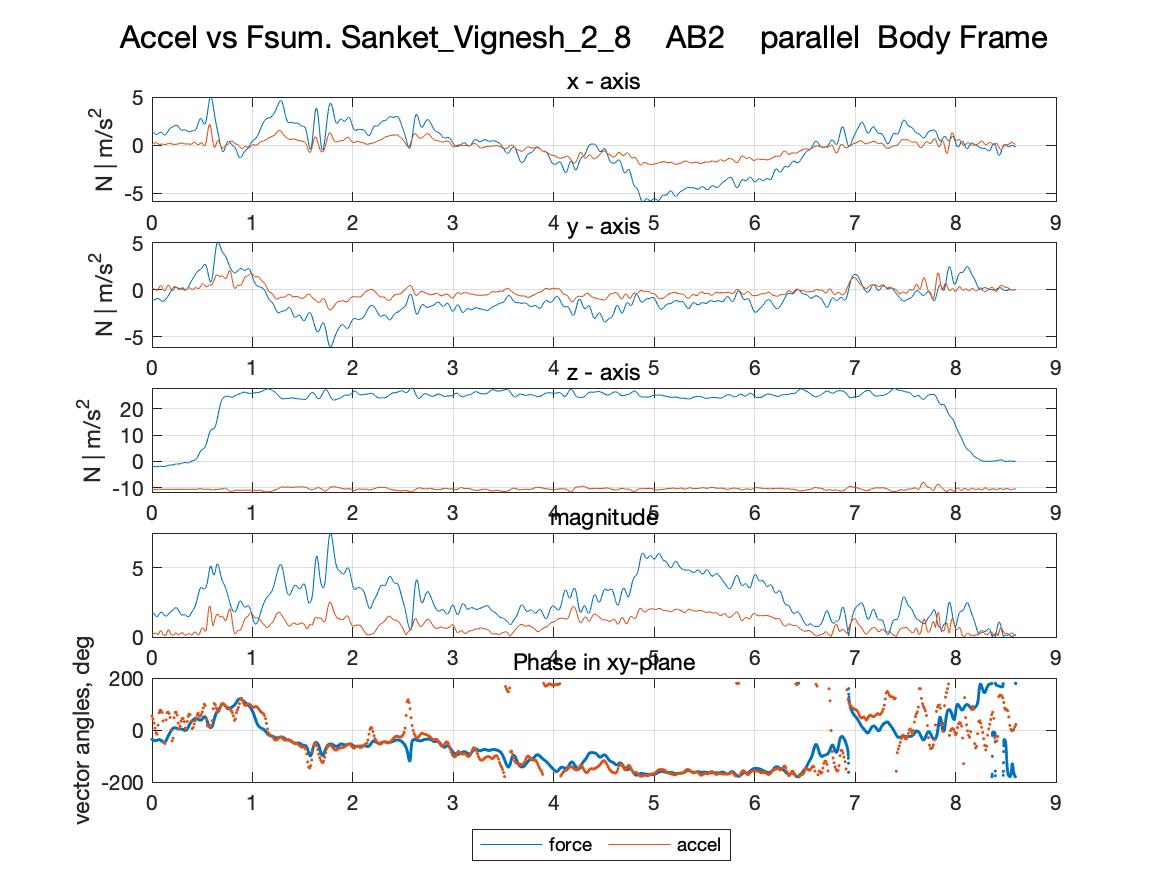 Accel vs Fsum. Sanket_Vignesh_2_8 AB2 parallel Body Frame
x - axis
N | m/s2
5
0
-5
0 1 2 3 4 5 6 7 8 9
y - axis
N | m/s2
5
0
-5
0 1 2 3 4 5 6 7 8 9
z - axis
N | m/s2
20
10
0
-10
0 1 2 3 4 5 6 7 8 9
magnitude
5
0
0 1 2 3 4 5 6 7 8 9
Phase in xy-plane
vector angles, deg
200
0
-200
0 1 2 3 4 5 6 7 8 9
force accel